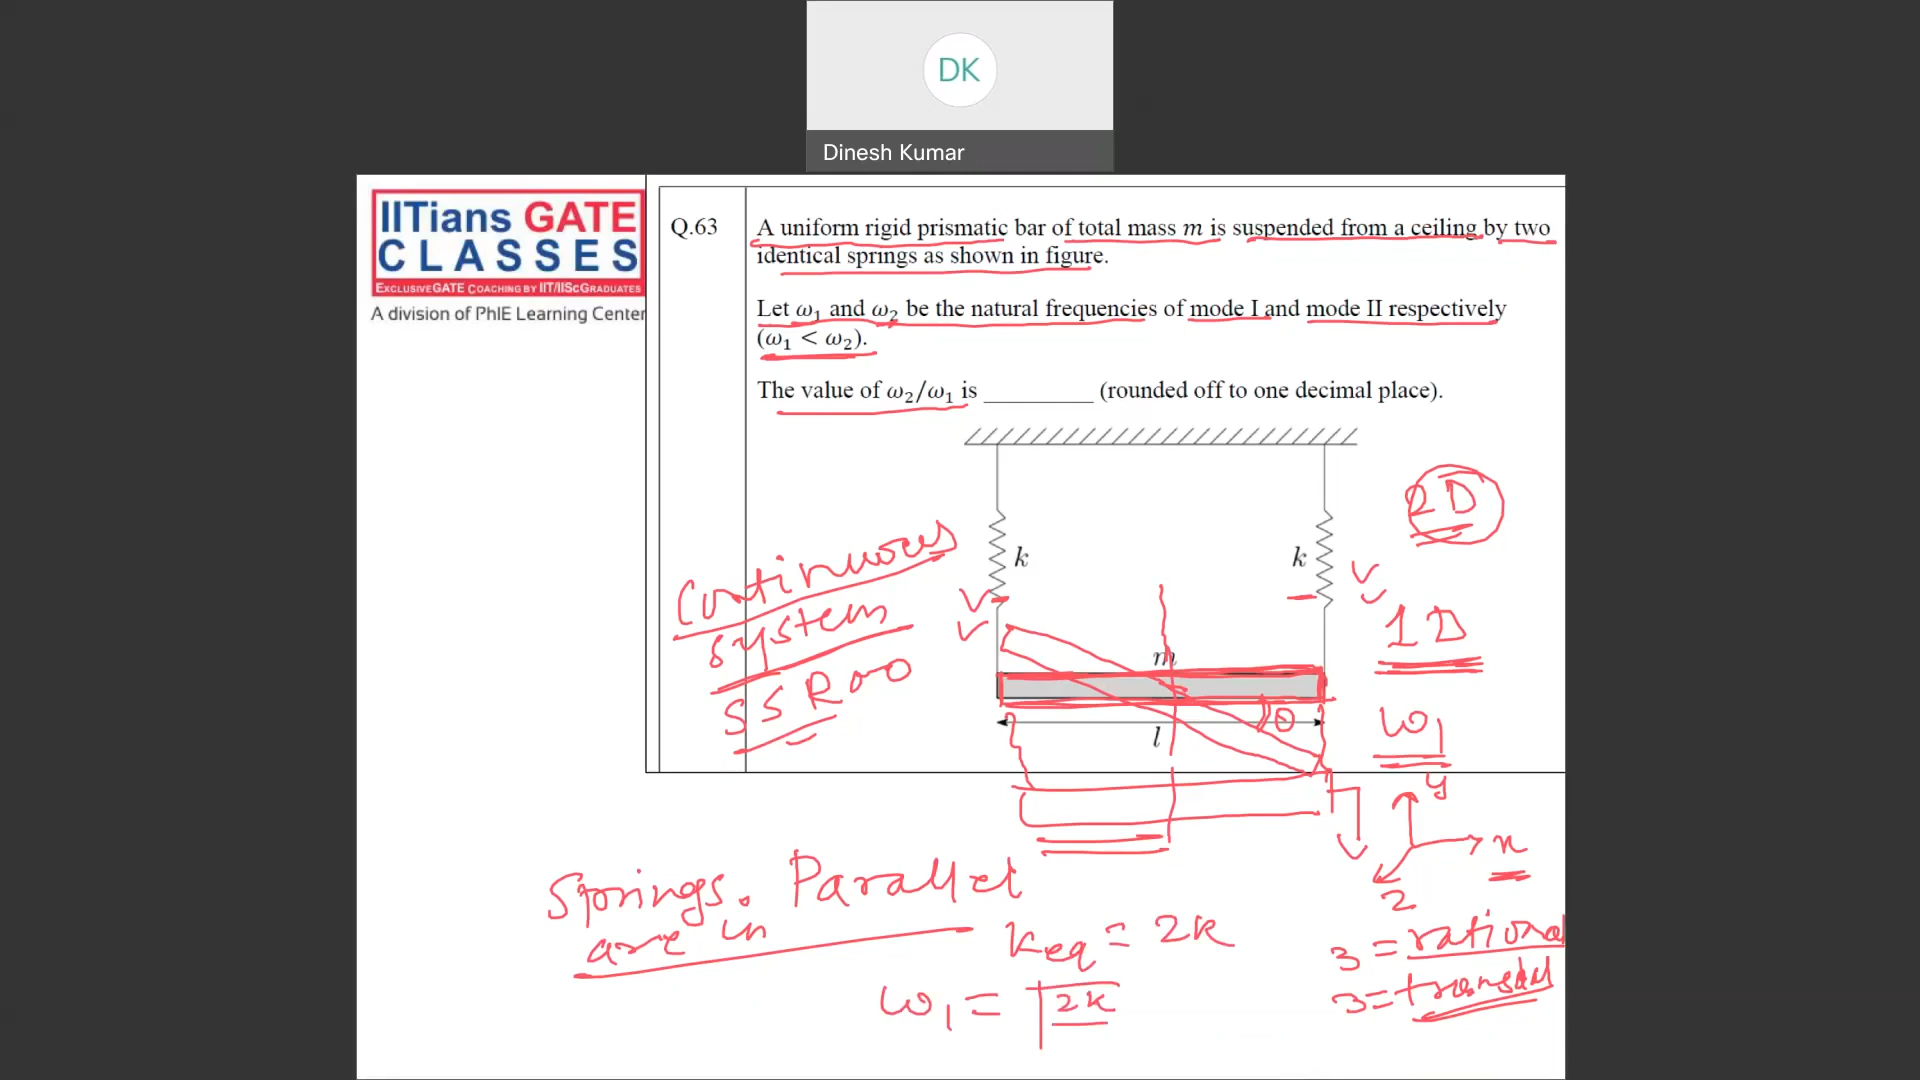 DK
Dinesh Kumar
IITians GATE
CLASSES
EXCLUSIVE GATE COACHING BY IIT/IISc GRADUATES
A division of PhIE Learning Center
Q.63
A uniform rigid prismatic bar of total mass m is suspended from a ceiling by two
identical springs as shown in figure.
Let ω₁ and ω₂ be the natural frequencies of mode I and mode II respectively
(ω₁ < ω₂).
The value of ω₂/ω₁ is ________ (rounded off to one decimal place).
k
k
m
l
θ
2D
1D
ω₁
Continuous
system
y
x
z
Springs. Parallel
are in
Keq = 2k
ω₁ = √2k
3 = rational
3 =